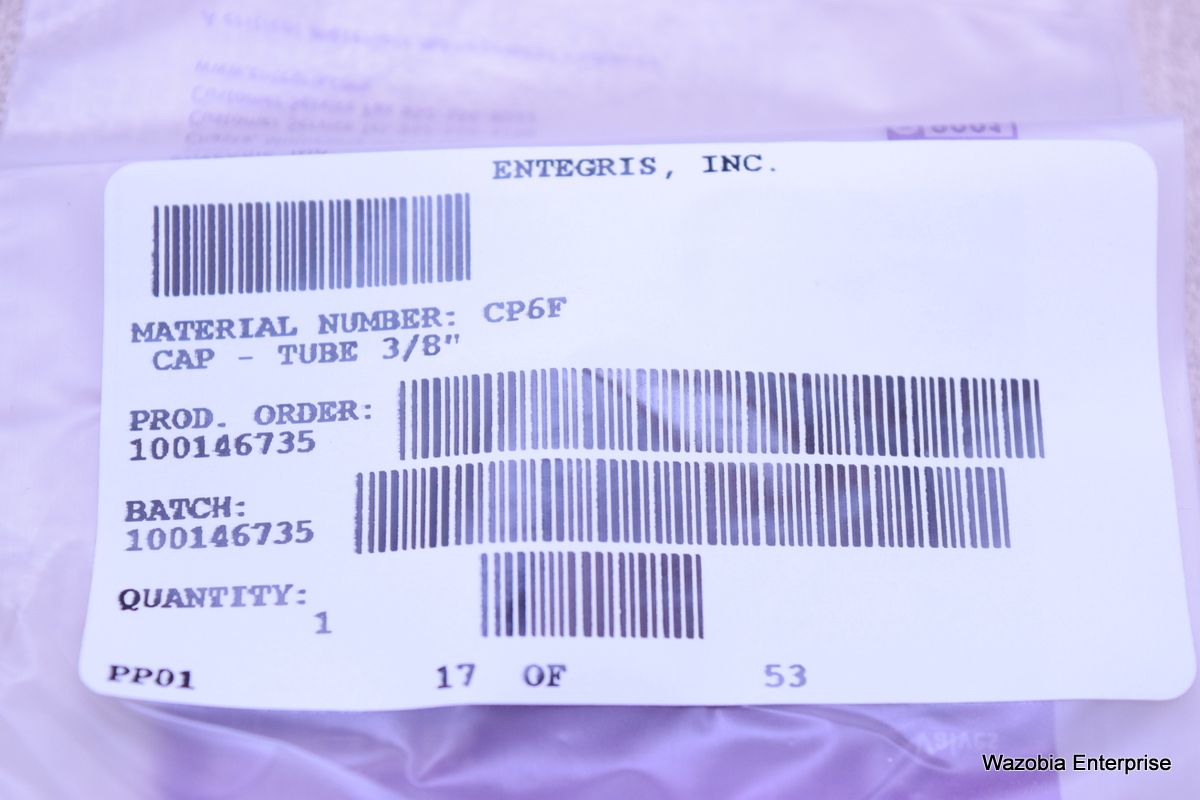 ENTEGRIS, INC.
MATERIAL NUMBER: CP6F
CAP - TUBE 3/8"
PROD. ORDER:
100146735
BATCH:
100146735
QUANTITY:
1
PP01 17 OF 53
Wazobia Enterprise